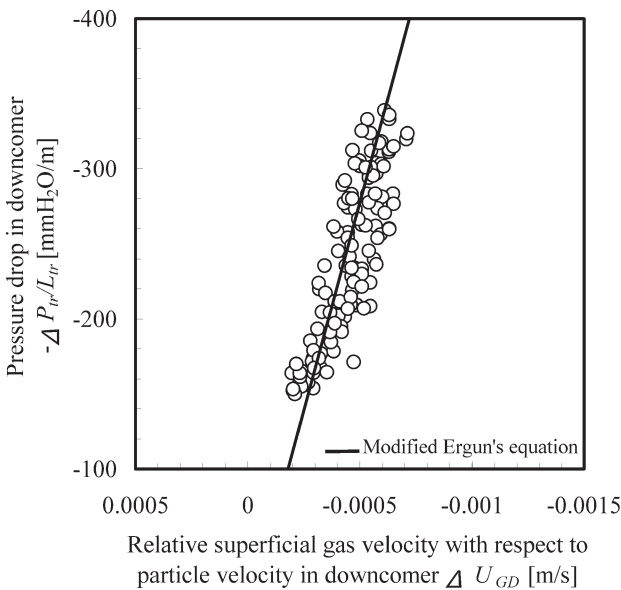 Pressure drop in downcomer
-Δ Ptr/Ltr [mmH2O/m]
-400
-300
-200
-100
Modified Ergun's equation
0.0005 0 -0.0005 -0.001 -0.0015
Relative superficial gas velocity with respect to
particle velocity in downcomer Δ UGD [m/s]